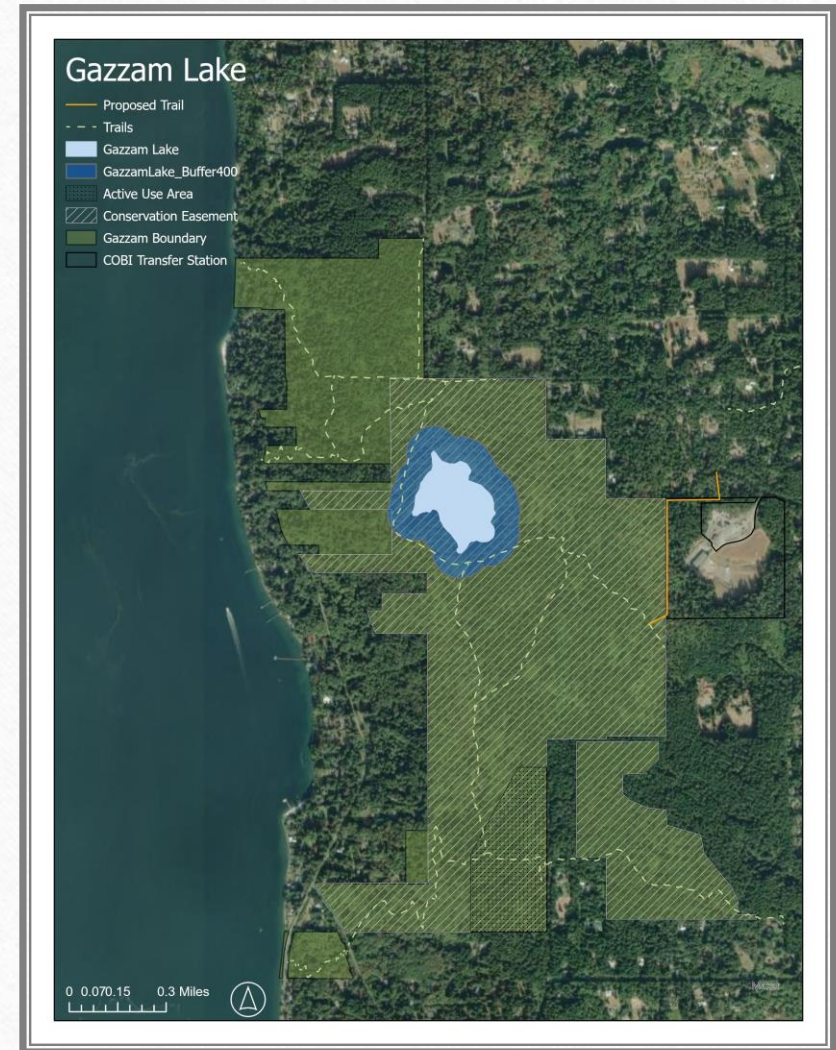 Gazzam Lake
Proposed Trail
Trails
Gazzam Lake
GazzamLake_Buffer400
Active Use Area
Conservation Easement
Gazzam Boundary
COBI Transfer Station
0 0.070.15 0.3 Miles